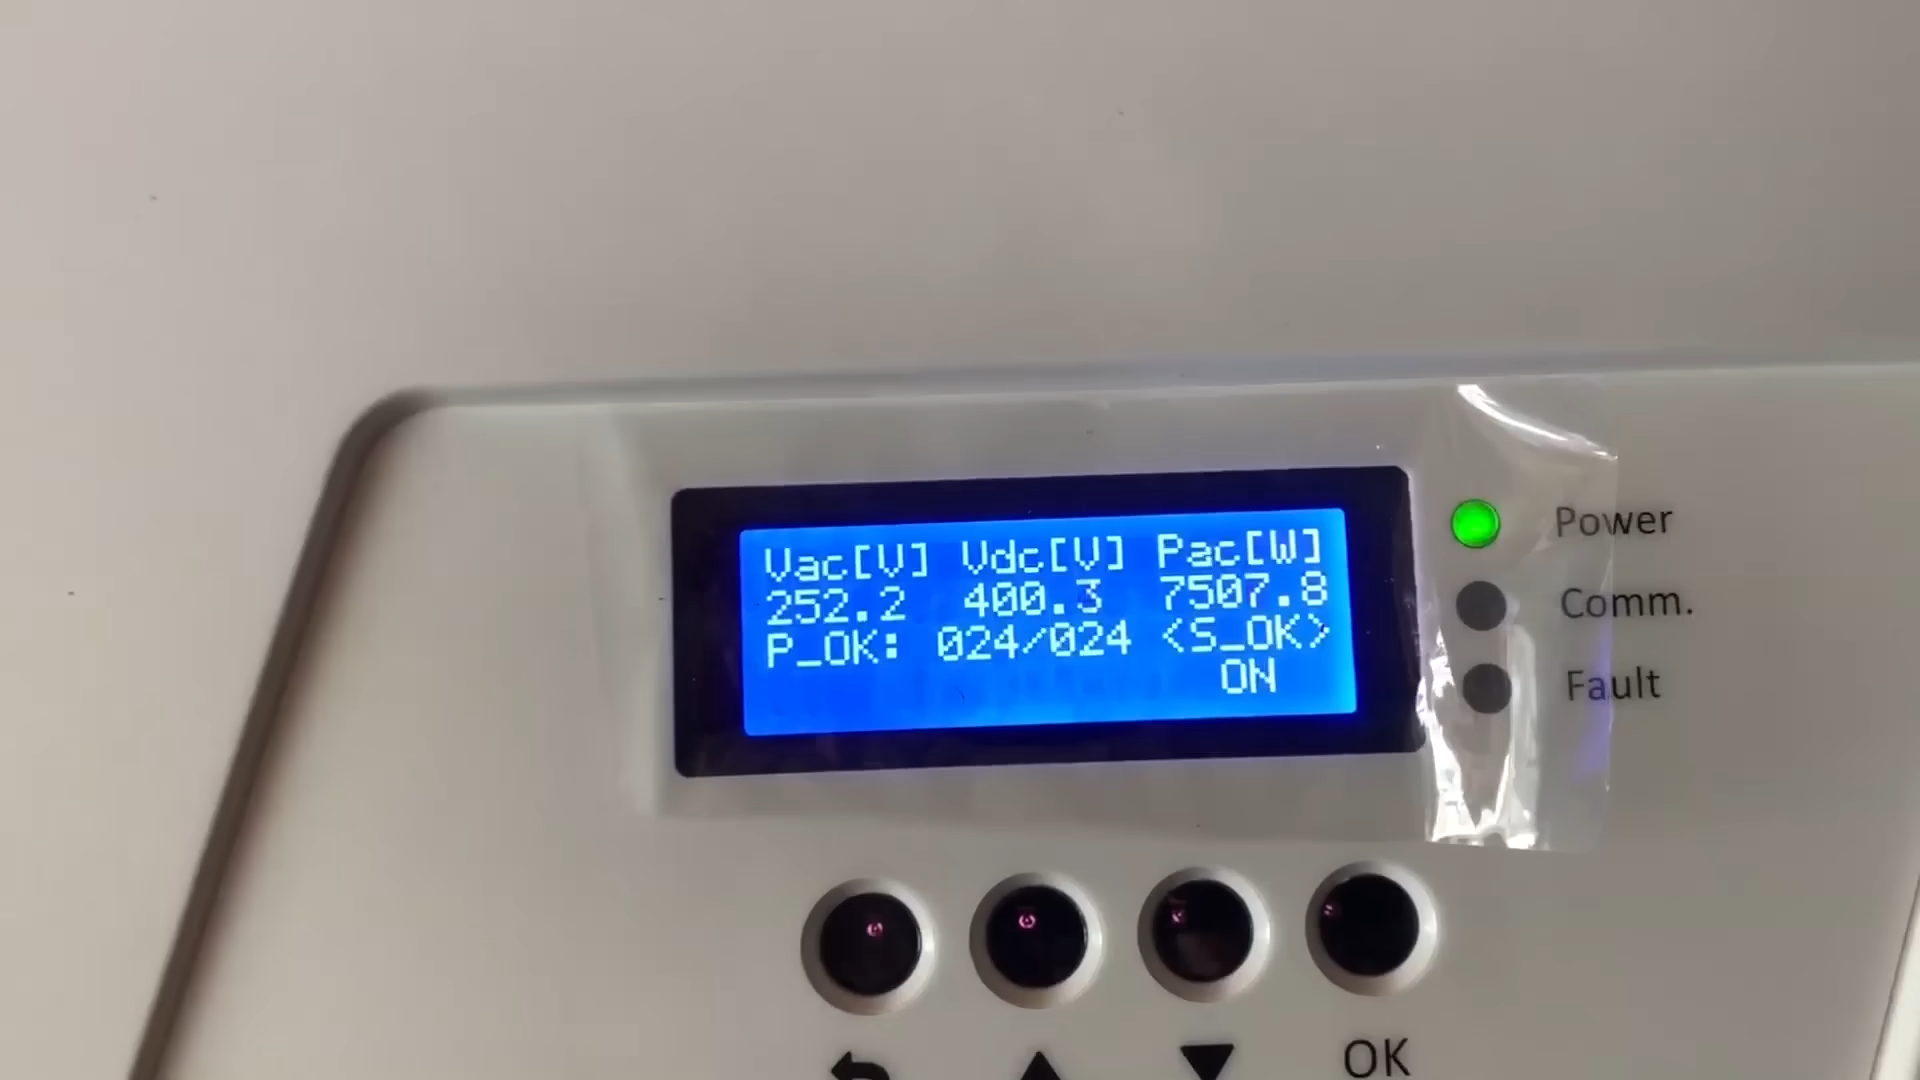 Vac[V] Vdc[V] Pac[W]
252.2 400.3 7507.8
P_OK: 024/024 <S_OK>
ON
Power
Comm.
Fault
OK